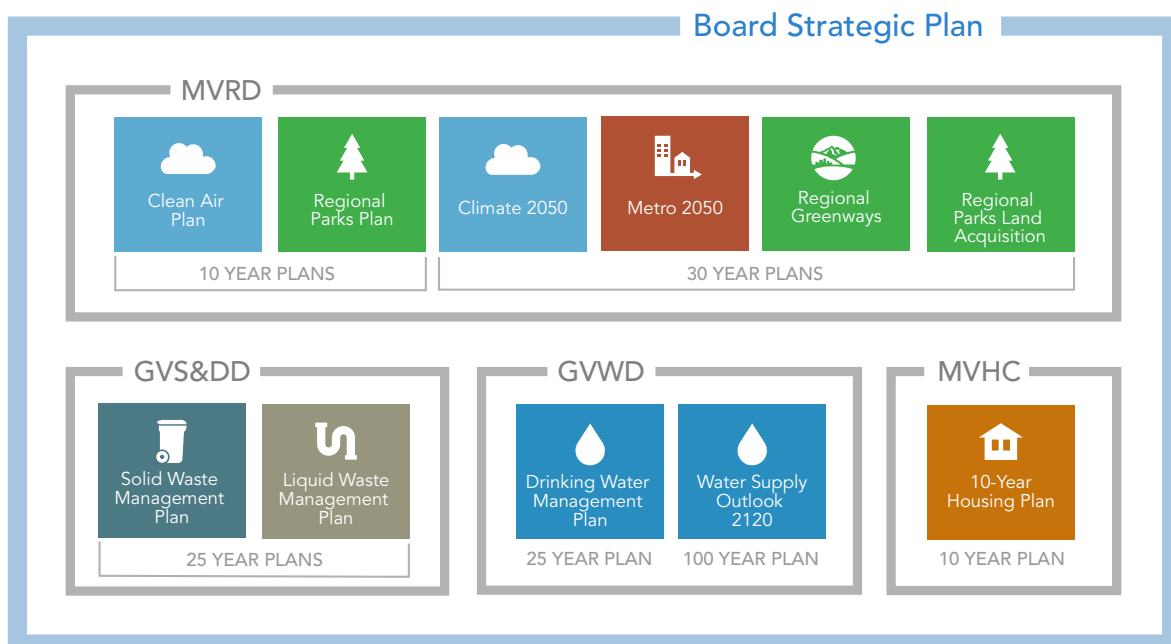 Board Strategic Plan
MVRD
Clean Air
Plan
Regional
Parks Plan
Climate 2050
Metro 2050
Regional
Greenways
Regional
Parks Land
Acquisition
10 YEAR PLANS
30 YEAR PLANS
GVS&DD
Solid Waste
Management
Plan
Liquid Waste
Management
Plan
25 YEAR PLANS
GVWD
Drinking Water
Management
Plan
Water Supply
Outlook
2120
25 YEAR PLAN
100 YEAR PLAN
MVHC
10-Year
Housing Plan
10 YEAR PLAN